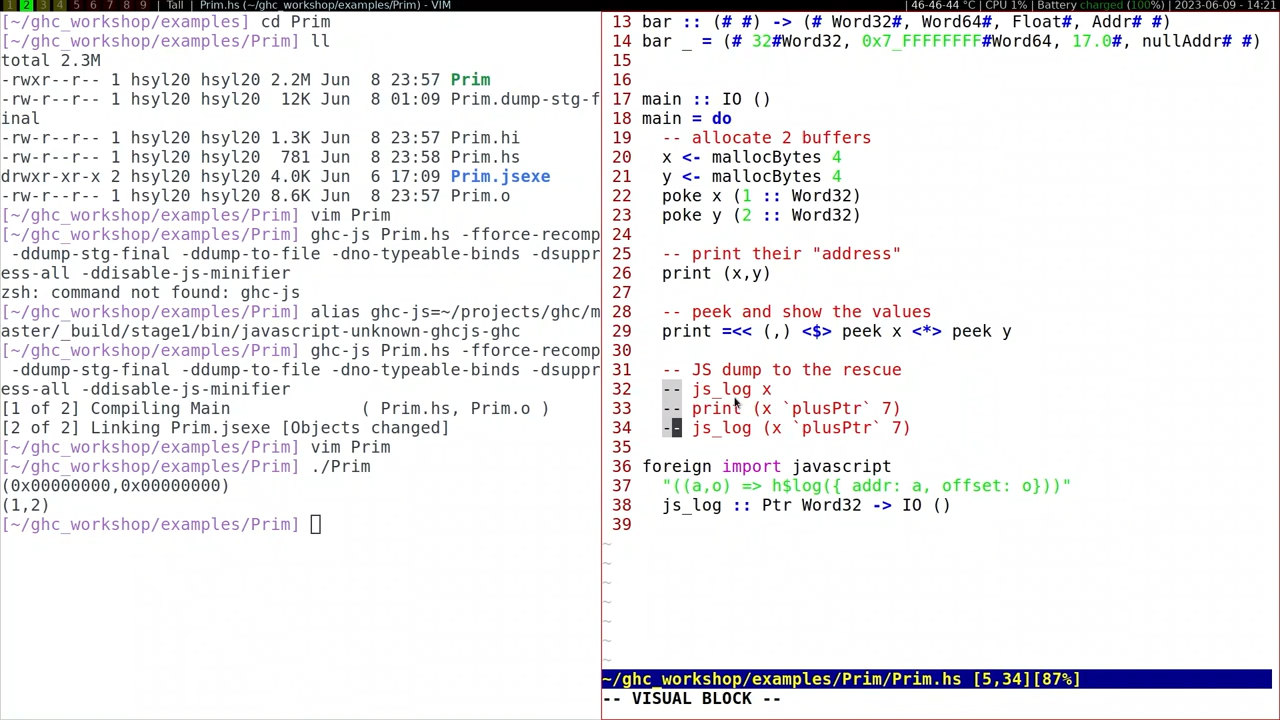 1 2 3 4 5 6 7 8 9 | Tall | Prim.hs (~/ghc_workshop/examples/Prim) - VIM
| 46-46-44 °C | CPU 1% | Battery charged (100%) | 2023-06-09 - 14:21
[~/ghc_workshop/examples] cd Prim
[~/ghc_workshop/examples/Prim] ll
total 2.3M
-rwxr--r-- 1 hsyl20 hsyl20 2.2M Jun  8 23:57 Prim
-rw-r--r-- 1 hsyl20 hsyl20  12K Jun  8 01:09 Prim.dump-stg-f
inal
-rw-r--r-- 1 hsyl20 hsyl20 1.3K Jun  8 23:57 Prim.hi
-rw-r--r-- 1 hsyl20 hsyl20  781 Jun  8 23:58 Prim.hs
drwxr-xr-x 2 hsyl20 hsyl20 4.0K Jun  6 17:09 Prim.jsexe
-rw-r--r-- 1 hsyl20 hsyl20 8.6K Jun  8 23:57 Prim.o
[~/ghc_workshop/examples/Prim] vim Prim
[~/ghc_workshop/examples/Prim] ghc-js Prim.hs -fforce-recomp
 -ddump-stg-final -ddump-to-file -dno-typeable-binds -dsuppr
ess-all -ddisable-js-minifier
zsh: command not found: ghc-js
[~/ghc_workshop/examples/Prim] alias ghc-js=~/projects/ghc/m
aster/_build/stage1/bin/javascript-unknown-ghcjs-ghc
[~/ghc_workshop/examples/Prim] ghc-js Prim.hs -fforce-recomp
 -ddump-stg-final -ddump-to-file -dno-typeable-binds -dsuppr
ess-all -ddisable-js-minifier
[1 of 2] Compiling Main             ( Prim.hs, Prim.o )
[2 of 2] Linking Prim.jsexe [Objects changed]
[~/ghc_workshop/examples/Prim] vim Prim
[~/ghc_workshop/examples/Prim] ./Prim
(0x00000000,0x00000000)
(1,2)
[~/ghc_workshop/examples/Prim]
13 bar :: (# #) -> (# Word32#, Word64#, Float#, Addr# #)
14 bar _ = (# 32#Word32, 0x7_FFFFFFFF#Word64, 17.0#, nullAddr# #)
15
16
17 main :: IO ()
18 main = do
19   -- allocate 2 buffers
20   x <- mallocBytes 4
21   y <- mallocBytes 4
22   poke x (1 :: Word32)
23   poke y (2 :: Word32)
24
25   -- print their "address"
26   print (x,y)
27
28   -- peek and show the values
29   print =<< (,) <$> peek x <*> peek y
30
31   -- JS dump to the rescue
32   -- js_log x
33   -- print (x `plusPtr` 7)
34   -- js_log (x `plusPtr` 7)
35
36 foreign import javascript
37   "((a,o) => h$log({ addr: a, offset: o}))"
38   js_log :: Ptr Word32 -> IO ()
39
~
~
~
~
~
~
~
~/ghc_workshop/examples/Prim/Prim.hs [5,34][87%]
-- VISUAL BLOCK --